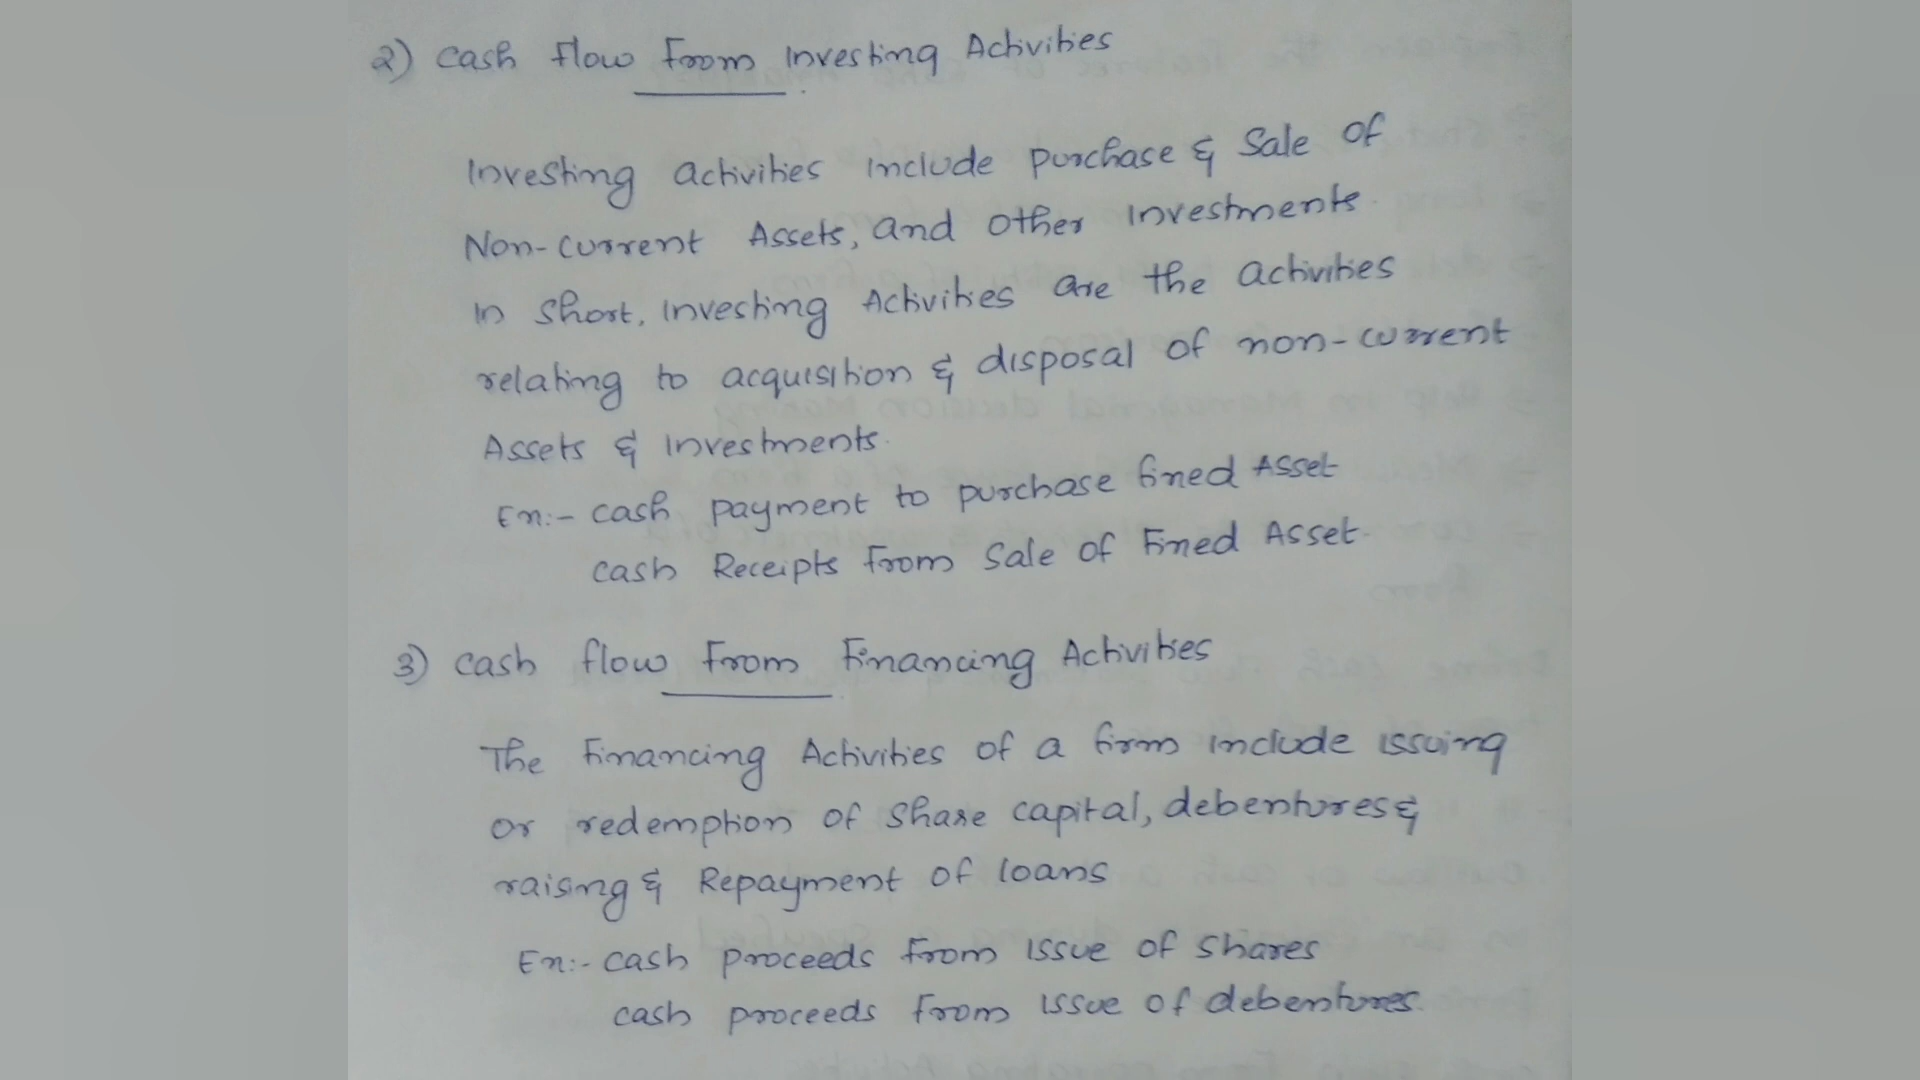 2) Cash flow from Investing Activities
Investing activities include purchase & Sale of
Non-current Assets, and other investments.
In short, investing Activities are the activities
relating to acquisition & disposal of non-current
Assets & investments.
Ex:- cash payment to purchase fixed Asset
cash Receipts from Sale of Fixed Asset.
3) Cash flow from Financing Activities
The Financing Activities of a firm include issuing
or redemption of share capital, debentures &
raising & Repayment of loans
Ex:- cash proceeds from issue of shares
cash proceeds from issue of debentures.